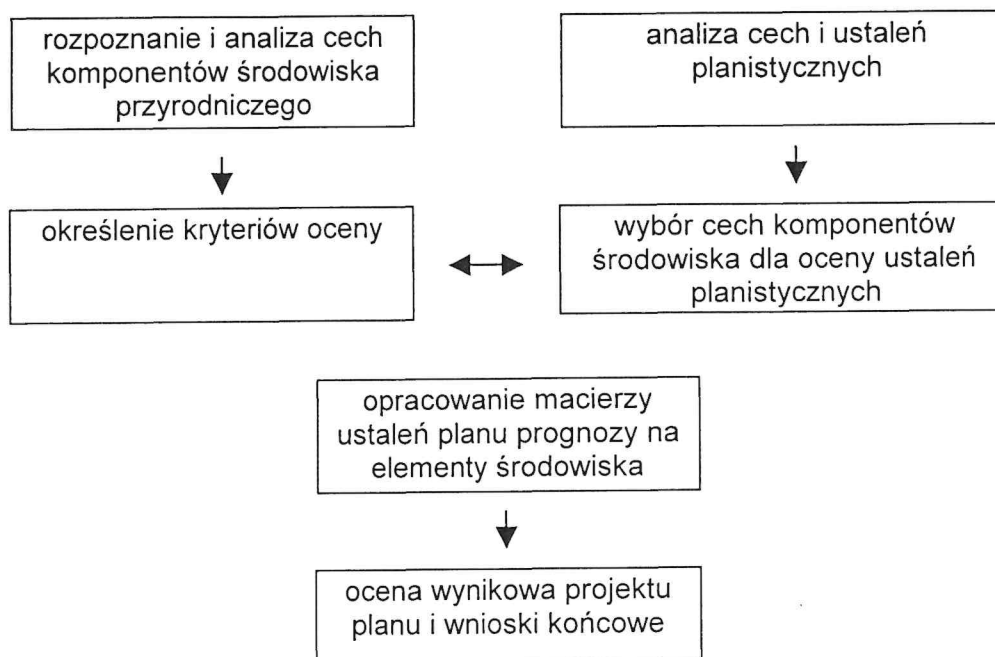 rozpoznanie i analiza cech
komponentów środowiska
przyrodniczego
analiza cech i ustaleń
planistycznych
określenie kryteriów oceny
wybór cech komponentów
środowiska dla oceny ustaleń
planistycznych
opracowanie macierzy
ustaleń planu prognozy na
elementy środowiska
ocena wynikowa projektu
planu i wnioski końcowe